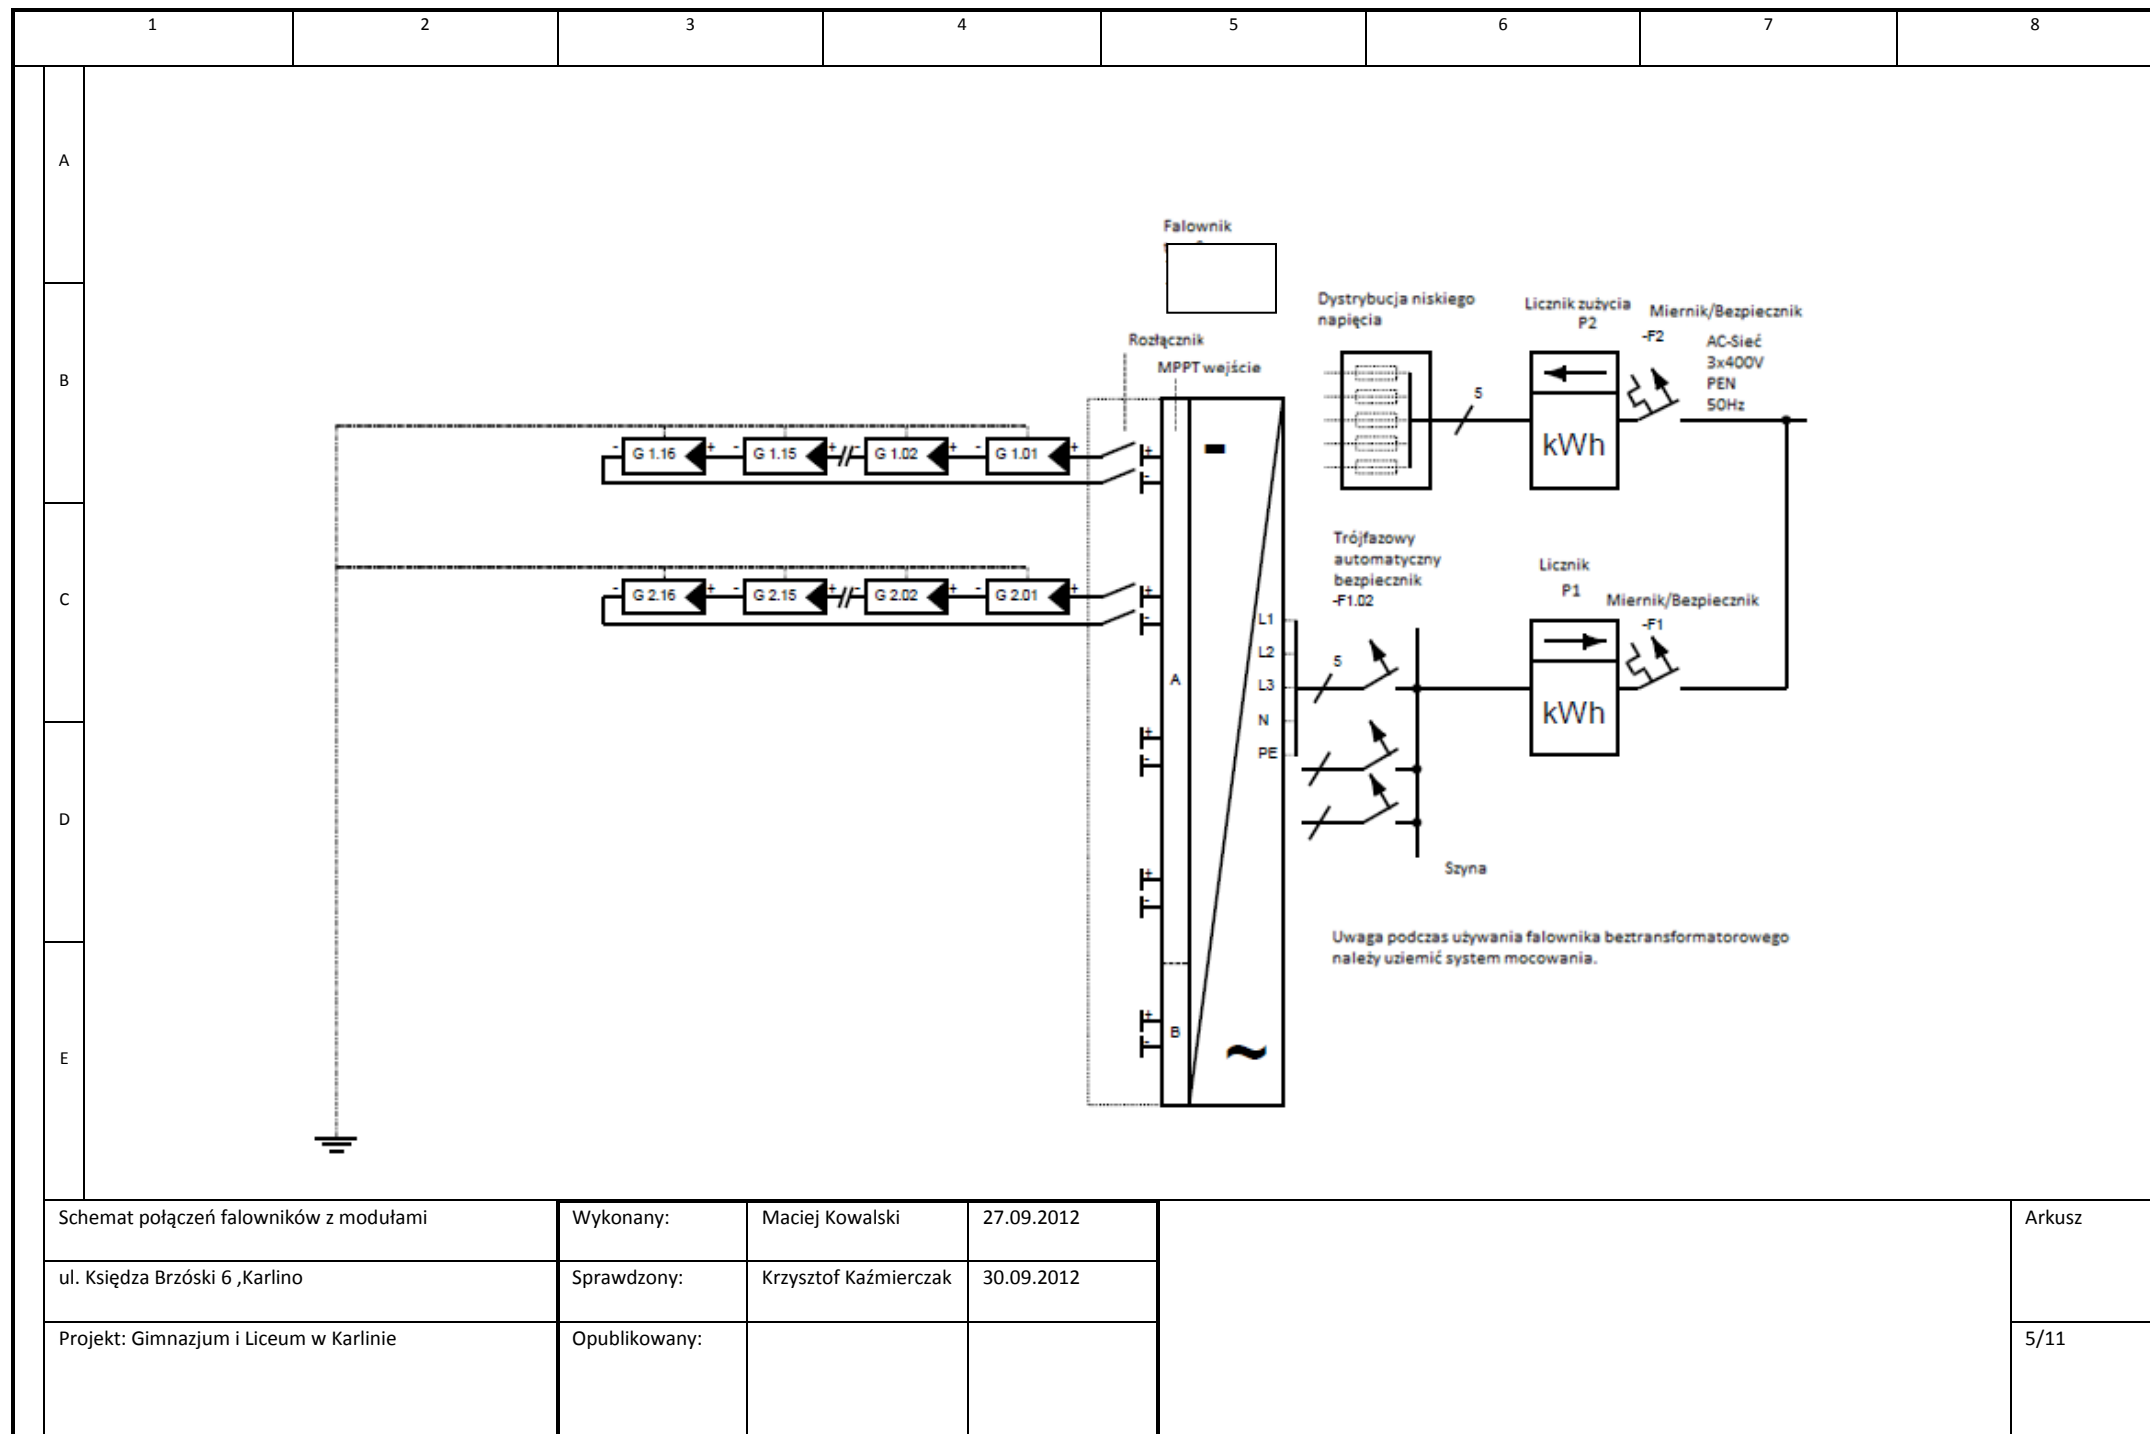 1 2 3 4 5 6 7 8
A
B
C
D
E
Falownik
Rozłącznik
MPPT wejście
Dystrybucja niskiego
napięcia
Licznik zużycia
P2
Miernik/Bezpiecznik
-F2
AC-Sieć
3x400V
PEN
50Hz
5
kWh
- G 1.16 + - G 1.15 + - G 1.02 + - G 1.01 + +
-
- G 2.16 + - G 2.15 + - G 2.02 + - G 2.01 + +
-
+
-
+
-
+
-
-
A
B
~
L1
L2
L3
N
PE
Trójfazowy
automatyczny
bezpiecznik
-F1.02
5
Licznik
P1
Miernik/Bezpiecznik
-F1
kWh
Szyna
Uwaga podczas używania falownika beztransformatorowego
należy uziemić system mocowania.
Schemat połączeń falowników z modułami
Wykonany: Maciej Kowalski 27.09.2012
Arkusz
ul. Księdza Brzóski 6 ,Karlino
Sprawdzony: Krzysztof Kaźmierczak 30.09.2012
Projekt: Gimnazjum i Liceum w Karlinie
Opublikowany:
5/11